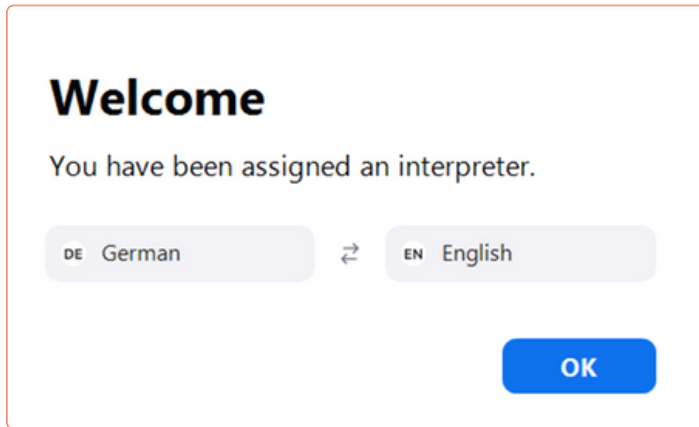 Welcome
You have been assigned an interpreter.
DE German ⇄ EN English
OK